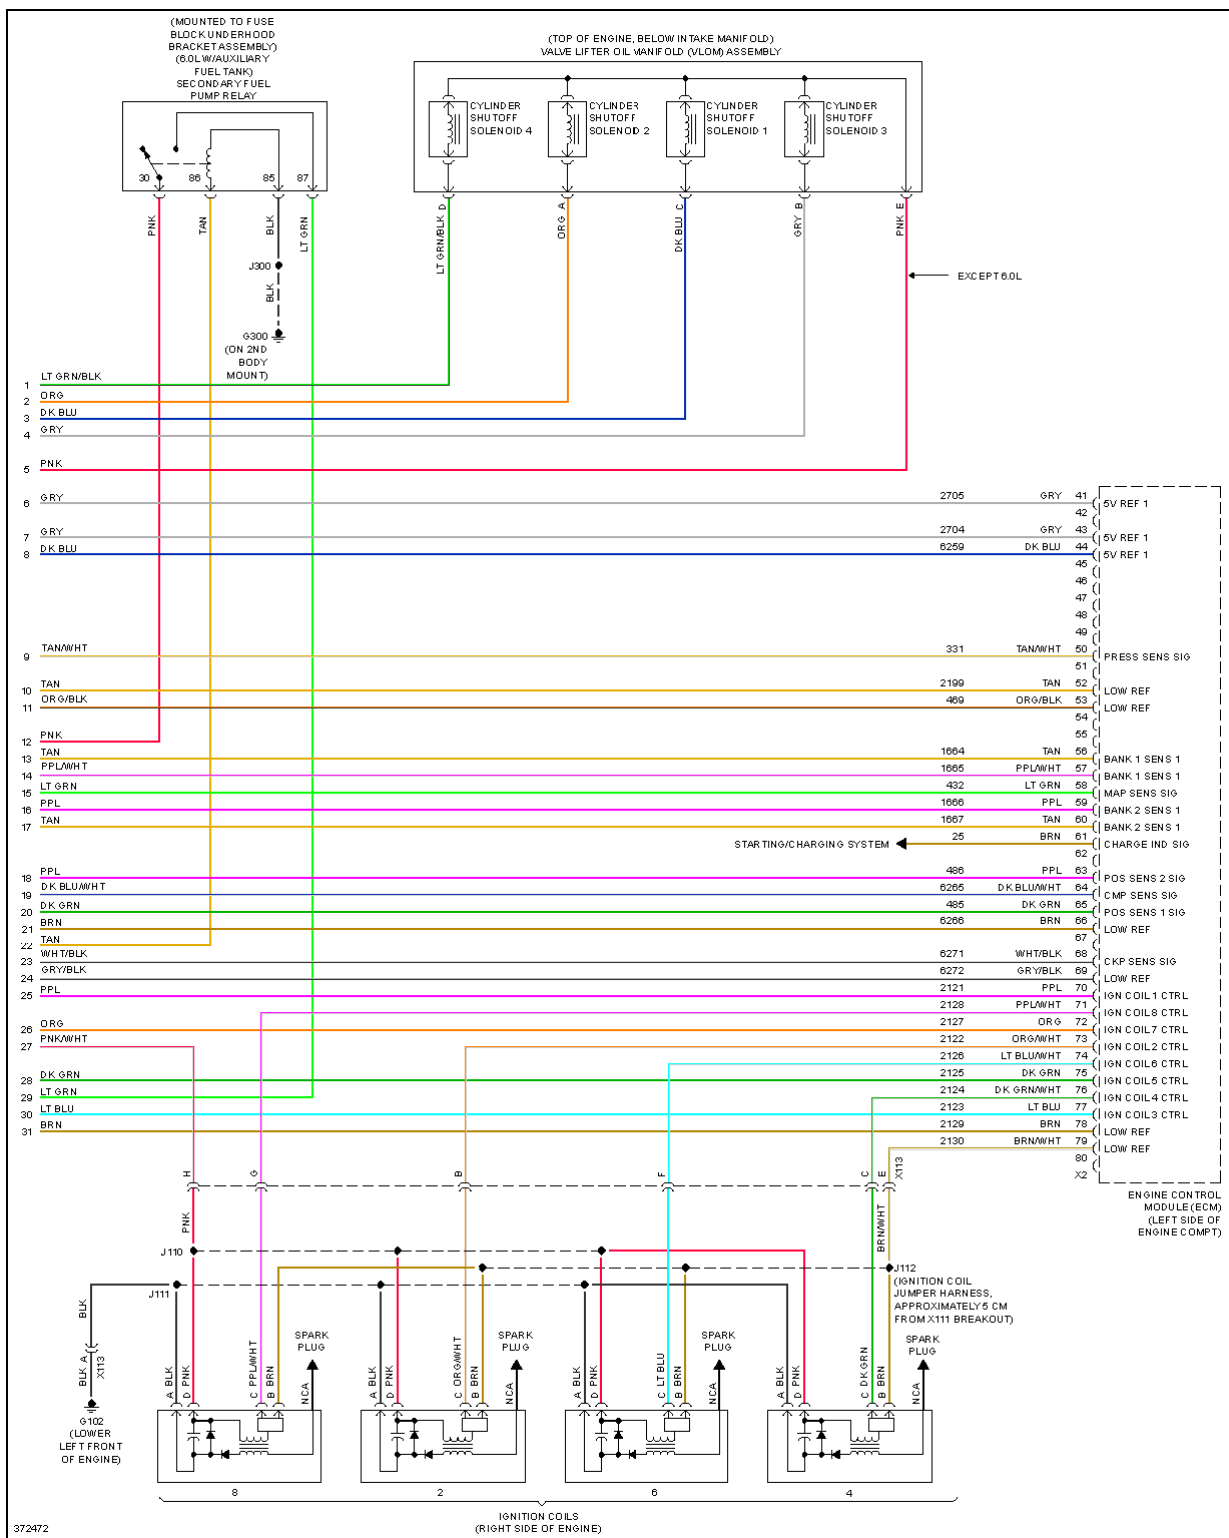 (MOUNTED TO FUSE
BLOCK UNDERHOOD
BRACKET ASSEMBLY)
(6.0L W/AUXILIARY
FUEL TANK)
SECONDARY FUEL
PUMP RELAY
30
86
85
87
PNK
TAN
BLK
LT GRN
J300
BLK
G300
(ON 2ND
BODY
MOUNT)
(TOP OF ENGINE, BELOW INTAKE MANIFOLD)
VALVE LIFTER OIL MANIFOLD (VLOM) ASSEMBLY
CYLINDER
SHUTOFF
SOLENOID 4
CYLINDER
SHUTOFF
SOLENOID 2
CYLINDER
SHUTOFF
SOLENOID 1
CYLINDER
SHUTOFF
SOLENOID 3
LT GRN/BLK D
ORG A
DK BLU C
GRY B
PNK E
EXCEPT 6.0L
1 LT GRN/BLK
2 ORG
3 DK BLU
4 GRY
5 PNK
6 GRY 2705 GRY 41 5V REF 1
42
7 GRY 2704 GRY 43 5V REF 1
8 DK BLU 6259 DK BLU 44 5V REF 1
45
46
47
48
49
9 TAN/WHT 331 TAN/WHT 50 PRESS SENS SIG
51
10 TAN 2199 TAN 52 LOW REF
11 ORG/BLK 469 ORG/BLK 53 LOW REF
54
55
12 PNK
13 TAN 1664 TAN 56 BANK 1 SENS 1
14 PPL/WHT 1665 PPL/WHT 57 BANK 1 SENS 1
15 LT GRN 432 LT GRN 58 MAP SENS SIG
16 PPL 1666 PPL 59 BANK 2 SENS 1
17 TAN 1667 TAN 60 BANK 2 SENS 1
STARTING/CHARGING SYSTEM 25 BRN 61 CHARGE IND SIG
62
18 PPL 486 PPL 63 POS SENS 2 SIG
19 DK BLU/WHT 6265 DK BLU/WHT 64 CMP SENS SIG
20 DK GRN 485 DK GRN 65 POS SENS 1 SIG
21 BRN 6266 BRN 66 LOW REF
22 TAN 67
23 WHT/BLK 6271 WHT/BLK 68 CKP SENS SIG
24 GRY/BLK 6272 GRY/BLK 69 LOW REF
25 PPL 2121 PPL 70 IGN COIL 1 CTRL
2128 PPL/WHT 71 IGN COIL8 CTRL
26 ORG 2127 ORG 72 IGN COIL7 CTRL
27 PNK/WHT 2122 ORG/WHT 73 IGN COIL2 CTRL
2126 LT BLU/WHT 74 IGN COIL6 CTRL
28 DK GRN 2125 DK GRN 75 IGN COIL5 CTRL
29 LT GRN 2124 DK GRN/WHT 76 IGN COIL4 CTRL
30 LT BLU 2123 LT BLU 77 IGN COIL3 CTRL
31 BRN 2129 BRN 78 LOW REF
2130 BRN/WHT 79 LOW REF
80
X2
ENGINE CONTROL
MODULE (ECM)
(LEFT SIDE OF
ENGINE COMPT)
H
G
B
F
C
E
X113
PNK
BRN/WHT
J110
J111
J112
(IGNITION COIL
JUMPER HARNESS,
APPROXIMATELY 5 CM
FROM X111 BREAKOUT)
BLK
BLK A
X113
G102
(LOWER
LEFT FRONT
OF ENGINE)
A BLK
D PNK
C PPL/WHT
B BRN
NCA
SPARK
PLUG
A BLK
D PNK
C ORG/WHT
B BRN
NCA
SPARK
PLUG
A BLK
D PNK
C LT BLU
B BRN
NCA
SPARK
PLUG
A BLK
D PNK
C DK GRN
B BRN
NCA
SPARK
PLUG
8
2
6
4
IGNITION COILS
(RIGHT SIDE OF ENGINE)
372472